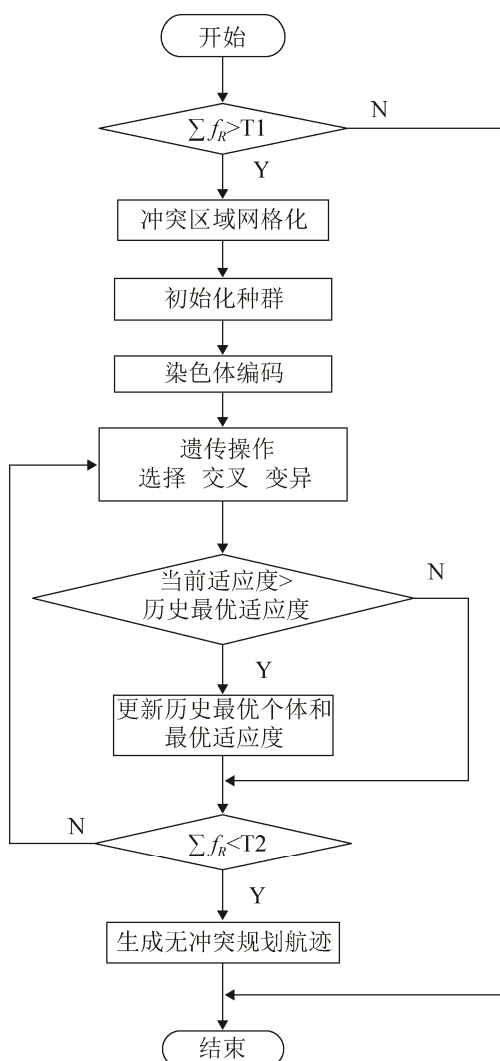 开始
∑f_R>T1
N
Y
冲突区域网格化
初始化种群
染色体编码
遗传操作
选择 交叉 变异
当前适应度>
历史最优适应度
N
Y
更新历史最优个体和
最优适应度
N
∑f_R<T2
Y
生成无冲突规划航迹
结束